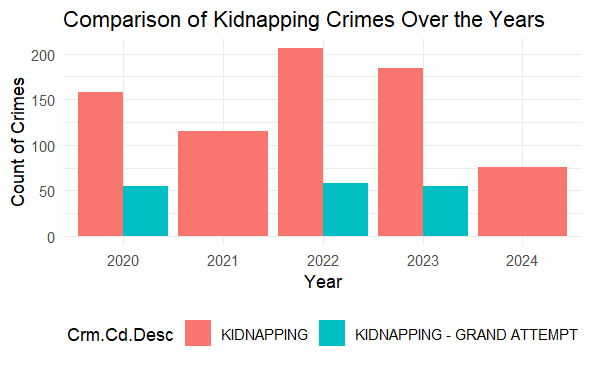 Comparison of Kidnapping Crimes Over the Years
Count of Crimes
200
150
100
50
0
2020 2021 2022 2023 2024
Year
Crm.Cd.Desc KIDNAPPING KIDNAPPING - GRAND ATTEMPT